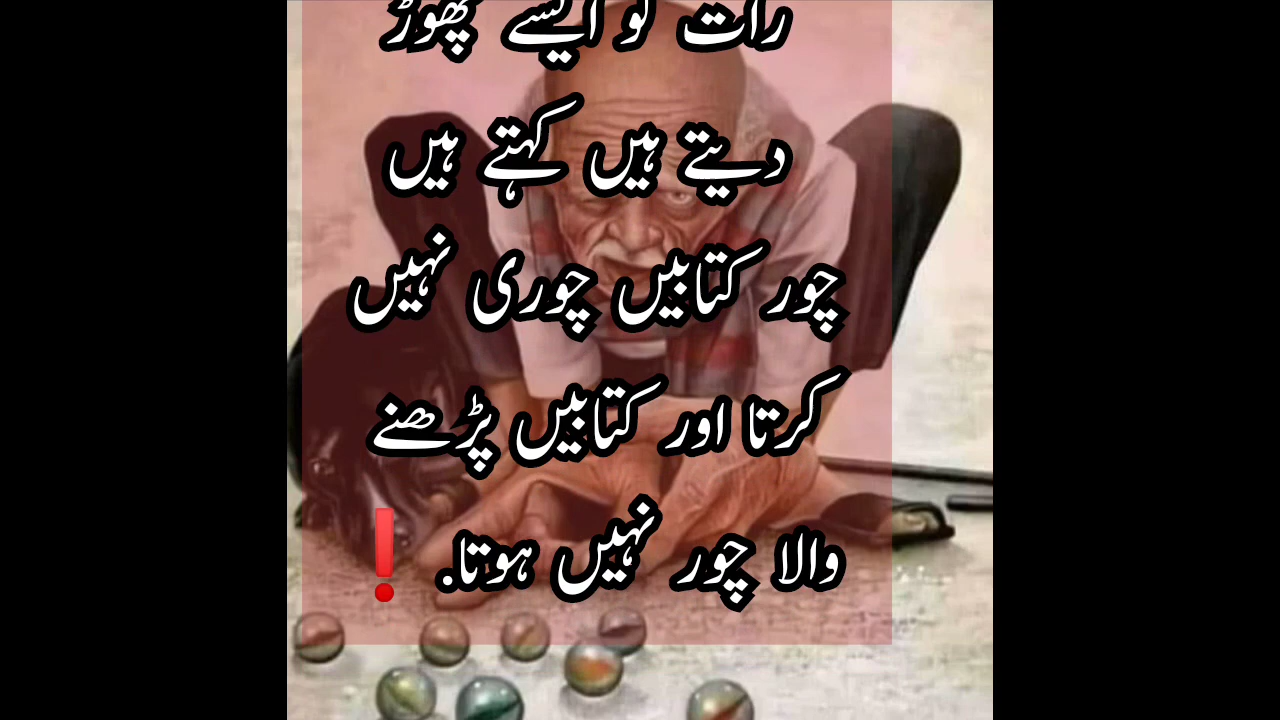 رات کو ایسے چھوڑ
دیتے ہیں کہتے ہیں
چور کتابیں چوری نہیں
کرتا اور کتابیں پڑھنے
والا چور نہیں ہوتا.❗